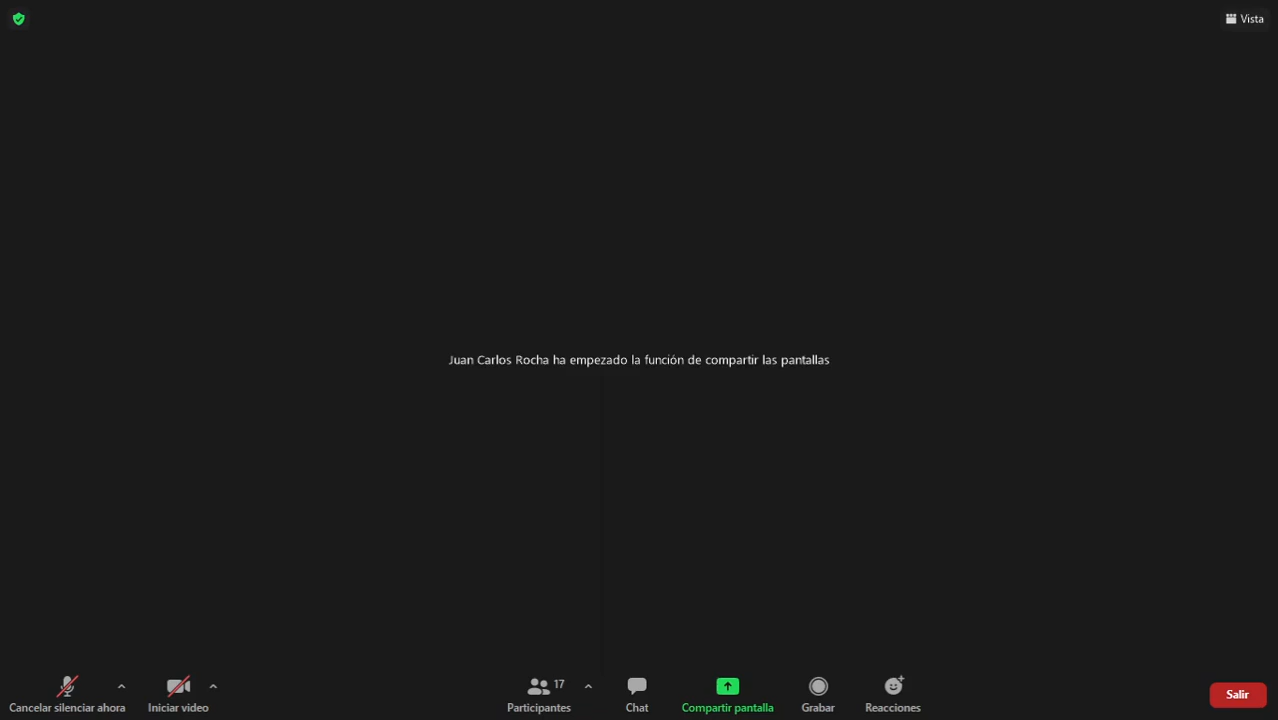 Vista
Juan Carlos Rocha ha empezado la función de compartir las pantallas
17
Cancelar silenciar ahora
Iniciar video
Participantes
Chat
Compartir pantalla
Grabar
Reacciones
Salir